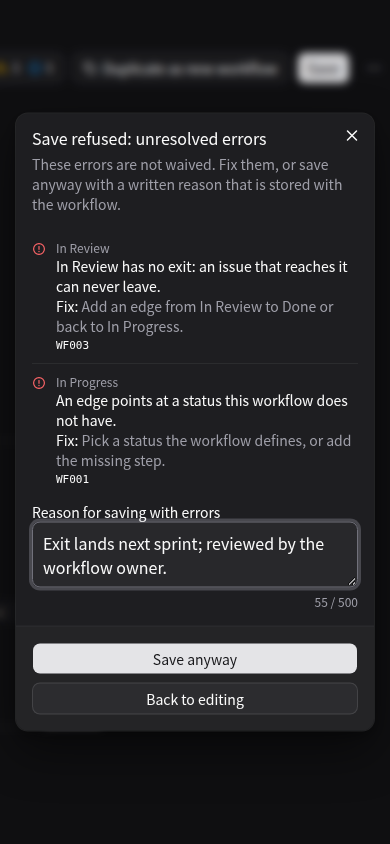 Duplicate as new workflow
Save
Save refused: unresolved errors
These errors are not waived. Fix them, or save
anyway with a written reason that is stored with
the workflow.
In Review
In Review has no exit: an issue that reaches it
can never leave.
Fix: Add an edge from In Review to Done or
back to In Progress.
WF003
In Progress
An edge points at a status this workflow does
not have.
Fix: Pick a status the workflow defines, or add
the missing step.
WF001
Reason for saving with errors
Exit lands next sprint; reviewed by the
workflow owner.
55 / 500
Save anyway
Back to editing